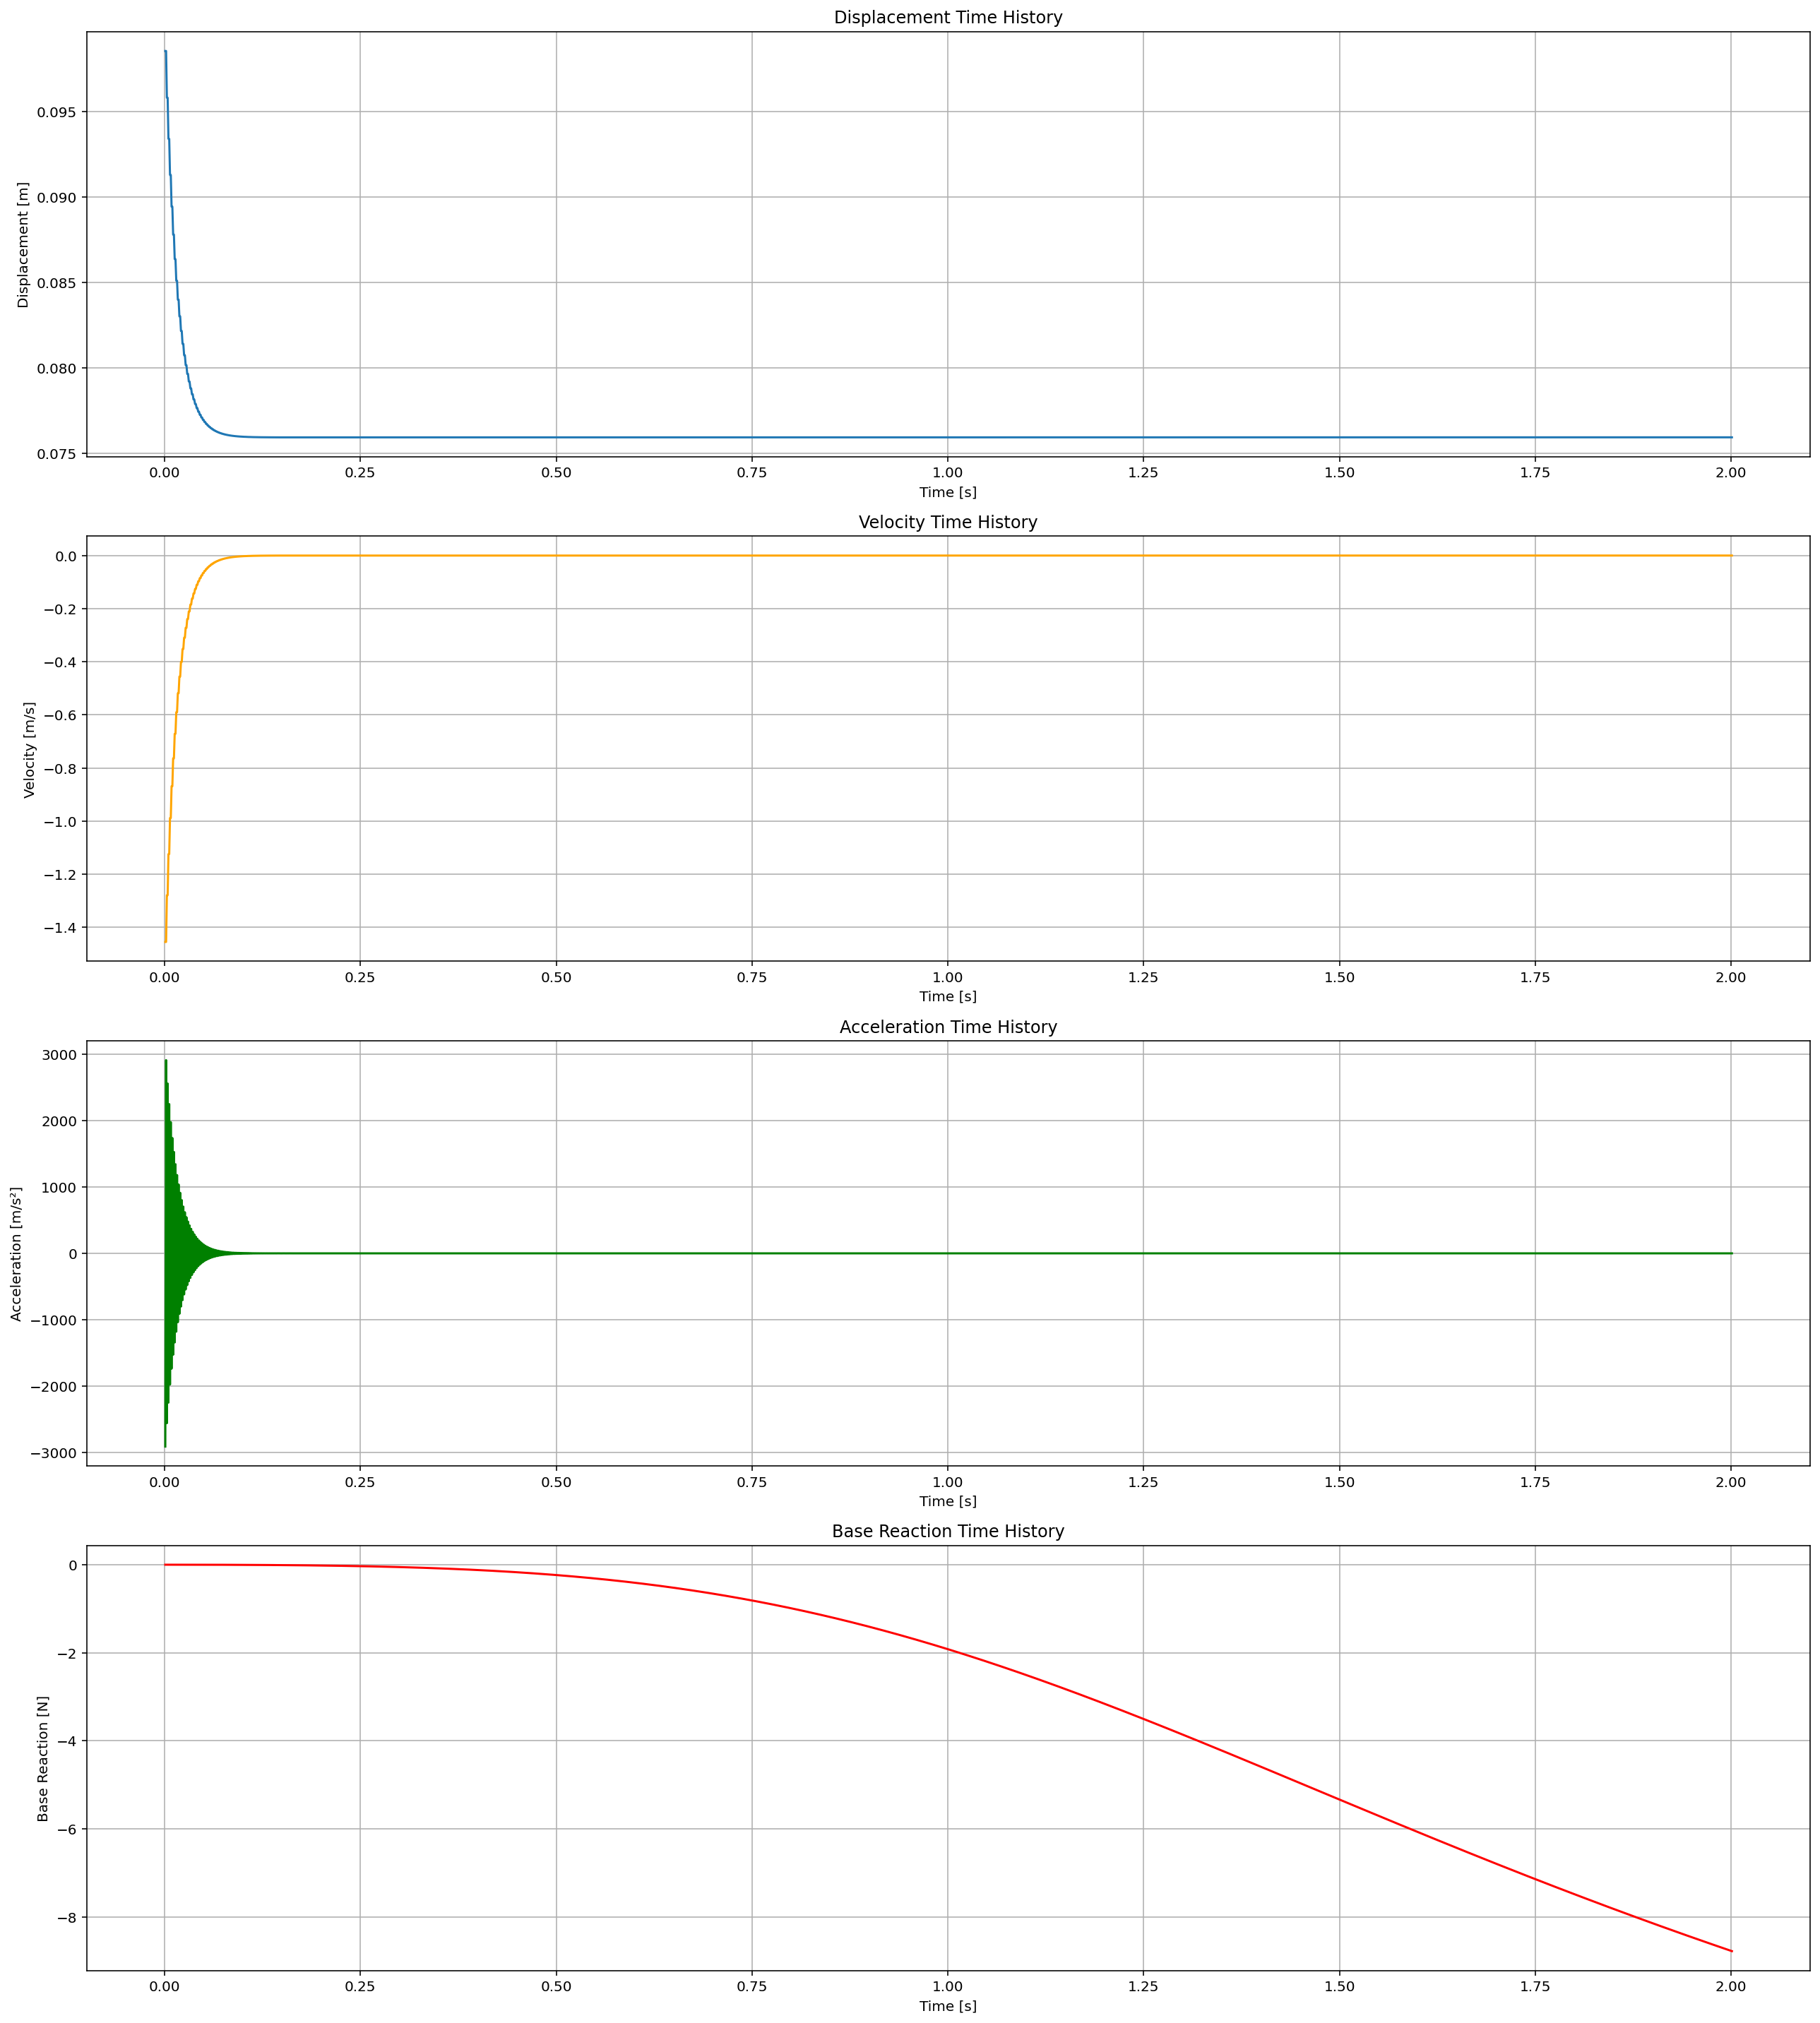 Displacement Time History
Displacement [m]
0.095
0.090
0.085
0.080
0.075
0.00 0.25 0.50 0.75 1.00 1.25 1.50 1.75 2.00
Time [s]
Velocity Time History
Velocity [m/s]
0.0
−0.2
−0.4
−0.6
−0.8
−1.0
−1.2
−1.4
0.00 0.25 0.50 0.75 1.00 1.25 1.50 1.75 2.00
Time [s]
Acceleration Time History
Acceleration [m/s²]
3000
2000
1000
0
−1000
−2000
−3000
0.00 0.25 0.50 0.75 1.00 1.25 1.50 1.75 2.00
Time [s]
Base Reaction Time History
Base Reaction [N]
0
−2
−4
−6
−8
0.00 0.25 0.50 0.75 1.00 1.25 1.50 1.75 2.00
Time [s]